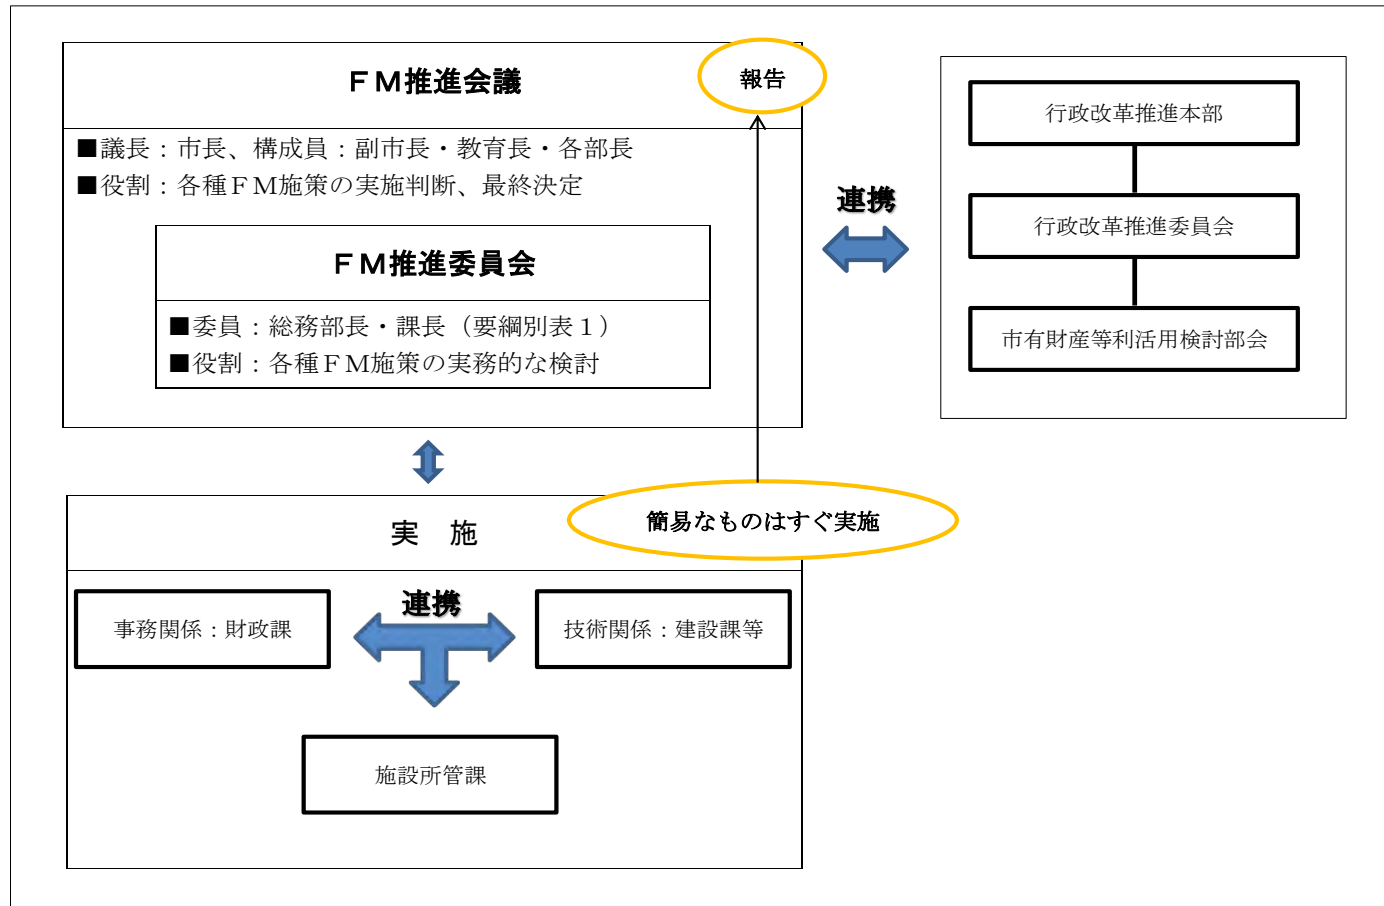 ＦＭ推進会議
報告
■議長：市長、構成員：副市長・教育長・各部長
■役割：各種ＦＭ施策の実施判断、最終決定
ＦＭ推進委員会
■委員：総務部長・課長（要綱別表１）
■役割：各種ＦＭ施策の実務的な検討
連携
行政改革推進本部
行政改革推進委員会
市有財産等利活用検討部会
実　施
簡易なものはすぐ実施
事務関係：財政課
連携
技術関係：建設課等
施設所管課